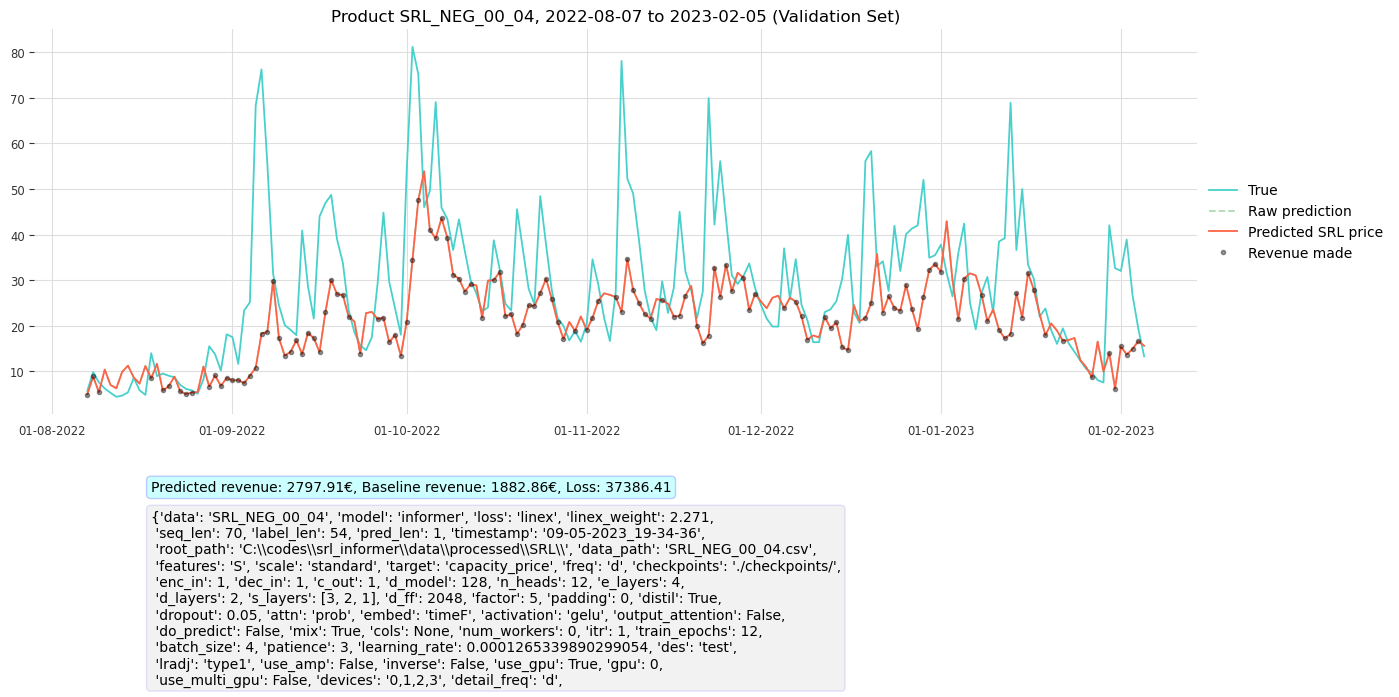 Product SRL_NEG_00_04, 2022-08-07 to 2023-02-05 (Validation Set)
80
70
60
50
40
30
20
10
01-08-2022
01-09-2022
01-10-2022
01-11-2022
01-12-2022
01-01-2023
01-02-2023
True
Raw prediction
Predicted SRL price
Revenue made
Predicted revenue: 2797.91€, Baseline revenue: 1882.86€, Loss: 37386.41
{'data': 'SRL_NEG_00_04', 'model': 'informer', 'loss': 'linex', 'linex_weight': 2.271,
'seq_len': 70, 'label_len': 54, 'pred_len': 1, 'timestamp': '09-05-2023_19-34-36',
'root_path': 'C:\\codes\\srl_informer\\data\\processed\\SRL\\', 'data_path': 'SRL_NEG_00_04.csv',
'features': 'S', 'scale': 'standard', 'target': 'capacity_price', 'freq': 'd', 'checkpoints': './checkpoints/',
'enc_in': 1, 'dec_in': 1, 'c_out': 1, 'd_model': 128, 'n_heads': 12, 'e_layers': 4,
'd_layers': 2, 's_layers': [3, 2, 1], 'd_ff': 2048, 'factor': 5, 'padding': 0, 'distil': True,
'dropout': 0.05, 'attn': 'prob', 'embed': 'timeF', 'activation': 'gelu', 'output_attention': False,
'do_predict': False, 'mix': True, 'cols': None, 'num_workers': 0, 'itr': 1, 'train_epochs': 12,
'batch_size': 4, 'patience': 3, 'learning_rate': 0.0001265339890299054, 'des': 'test',
'lradj': 'type1', 'use_amp': False, 'inverse': False, 'use_gpu': True, 'gpu': 0,
'use_multi_gpu': False, 'devices': '0,1,2,3', 'detail_freq': 'd',